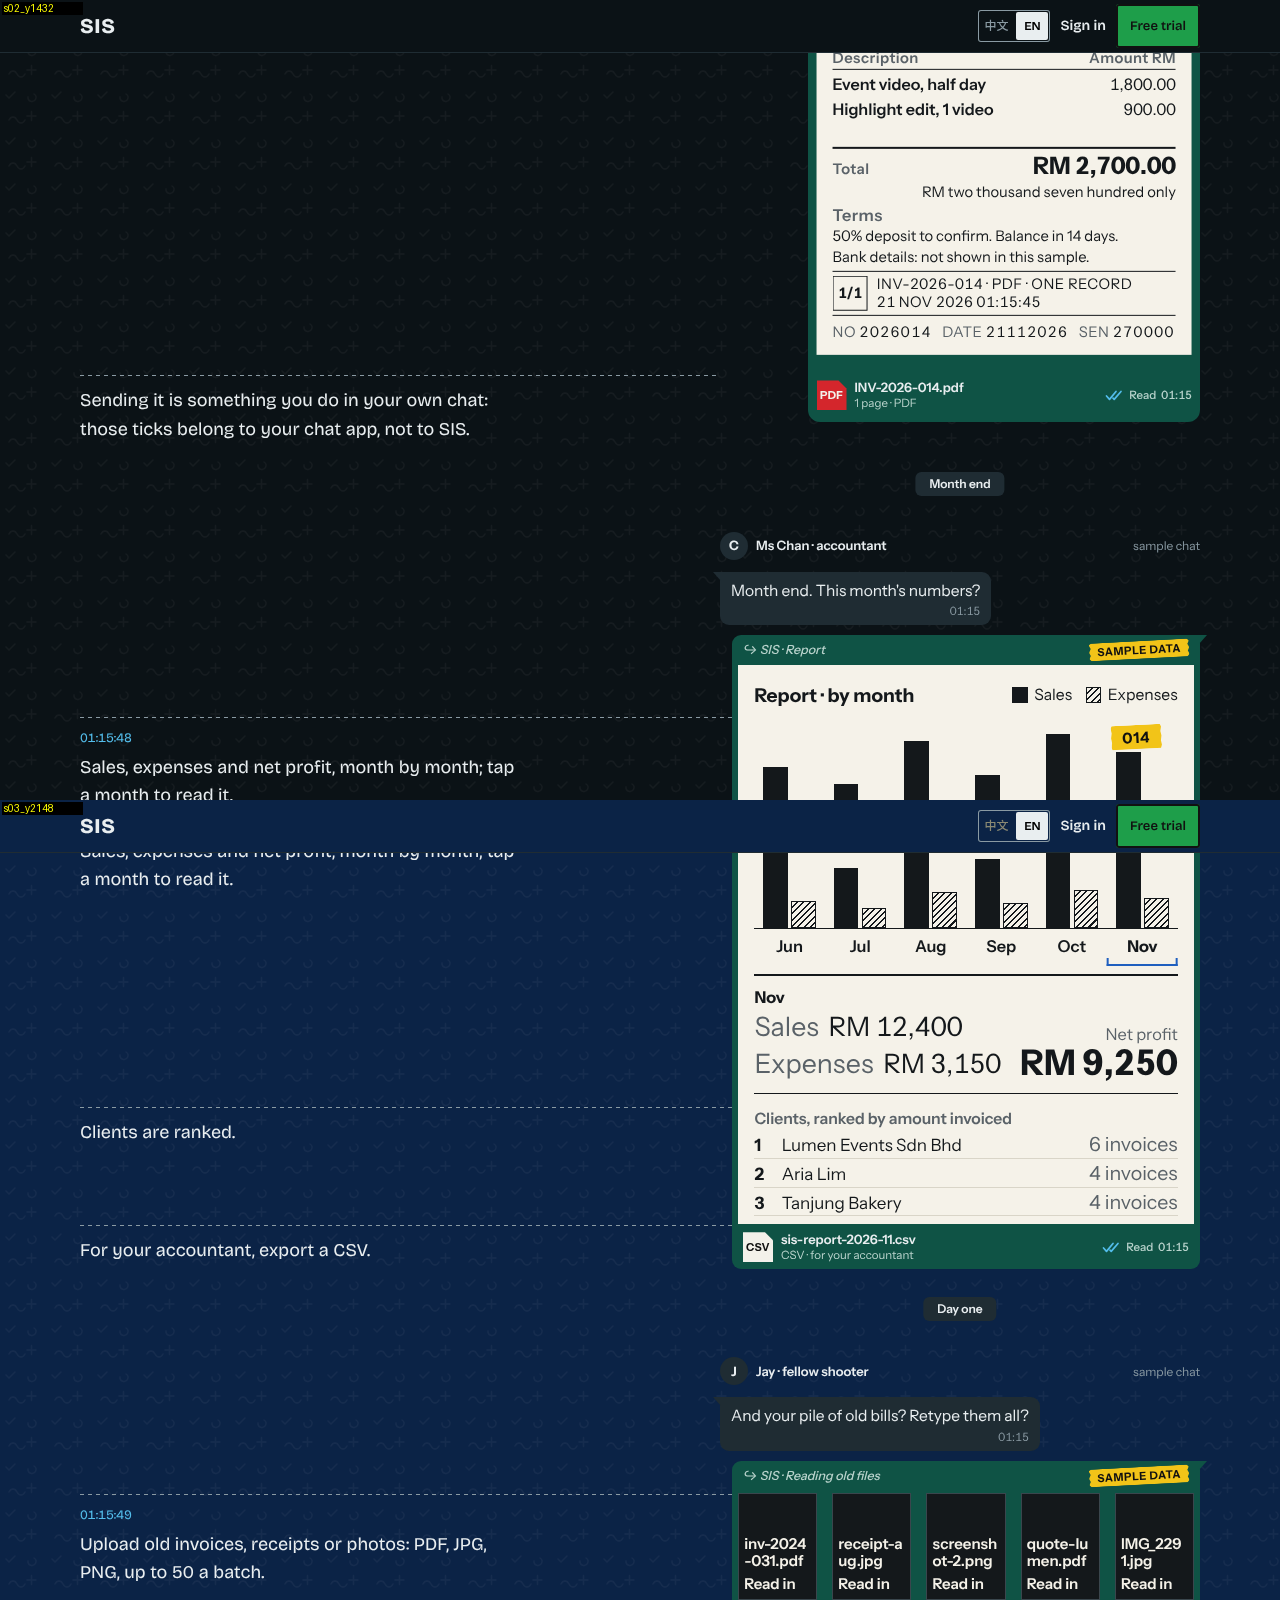 s02_y1432
SIS
中文 EN Sign in Free trial
Description Amount RM
Event video, half day 1,800.00
Highlight edit, 1 video 900.00
Total RM 2,700.00
RM two thousand seven hundred only
Terms
50% deposit to confirm. Balance in 14 days.
Bank details: not shown in this sample.
1/1 INV-2026-014 · PDF · ONE RECORD
21 NOV 2026 01:15:45
NO 2026014 DATE 21112026 SEN 270000
PDF INV-2026-014.pdf
1 page · PDF
Read 01:15
Sending it is something you do in your own chat:
those ticks belong to your chat app, not to SIS.
Month end
C Ms Chan · accountant sample chat
Month end. This month's numbers?
01:15
SIS · Report SAMPLE DATA
Report · by month Sales Expenses
014
01:15:48
Sales, expenses and net profit, month by month; tap
a month to read it.
s03_y2148
SIS
中文 EN Sign in Free trial
Sales, expenses and net profit, month by month; tap
a month to read it.
Jun Jul Aug Sep Oct Nov
Nov
Sales RM 12,400
Net profit
Expenses RM 3,150 RM 9,250
Clients are ranked.
Clients, ranked by amount invoiced
1 Lumen Events Sdn Bhd 6 invoices
2 Aria Lim 4 invoices
3 Tanjung Bakery 4 invoices
For your accountant, export a CSV.
CSV sis-report-2026-11.csv
CSV · for your accountant
Read 01:15
Day one
J Jay · fellow shooter sample chat
And your pile of old bills? Retype them all?
01:15
SIS · Reading old files SAMPLE DATA
01:15:49
Upload old invoices, receipts or photos: PDF, JPG,
PNG, up to 50 a batch.
inv-2024 receipt-a screensh quote-lu IMG_229
-031.pdf ug.jpg ot-2.png men.pdf 1.jpg
Read in Read in Read in Read in Read in